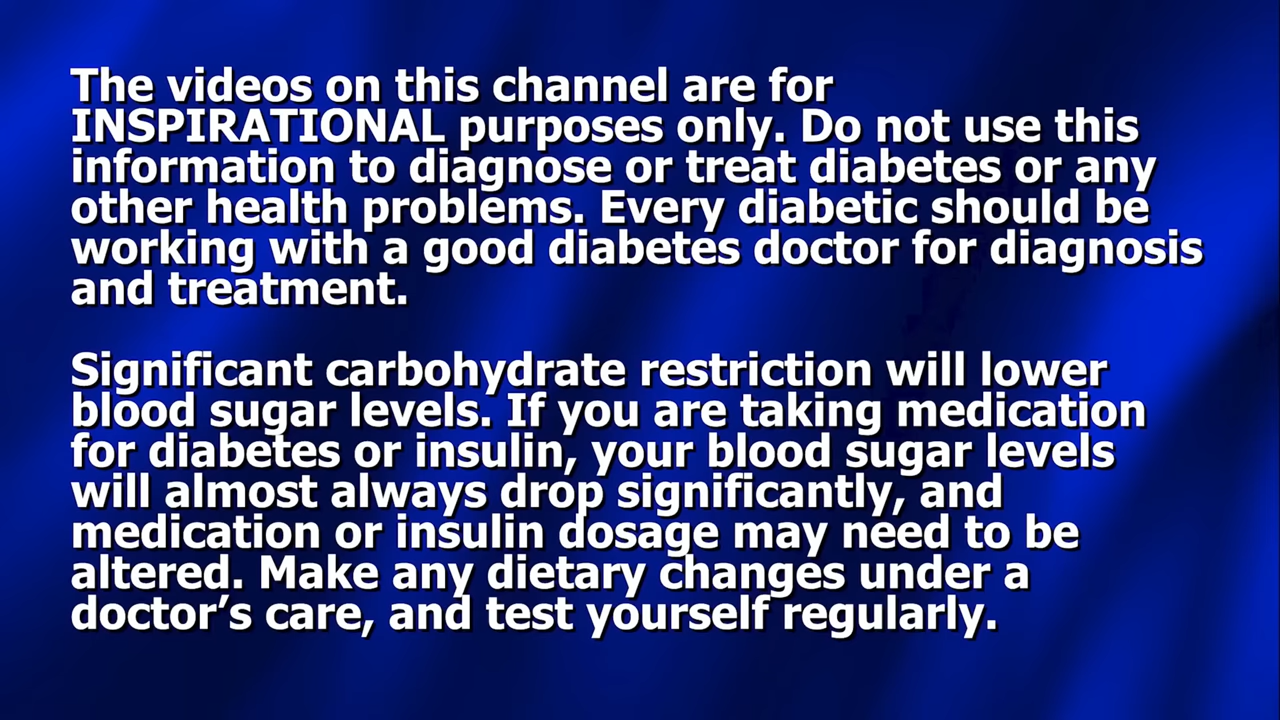 The videos on this channel are for
INSPIRATIONAL purposes only. Do not use this
information to diagnose or treat diabetes or any
other health problems. Every diabetic should be
working with a good diabetes doctor for diagnosis
and treatment.
Significant carbohydrate restriction will lower
blood sugar levels. If you are taking medication
for diabetes or insulin, your blood sugar levels
will almost always drop significantly, and
medication or insulin dosage may need to be
altered. Make any dietary changes under a
doctor’s care, and test yourself regularly.